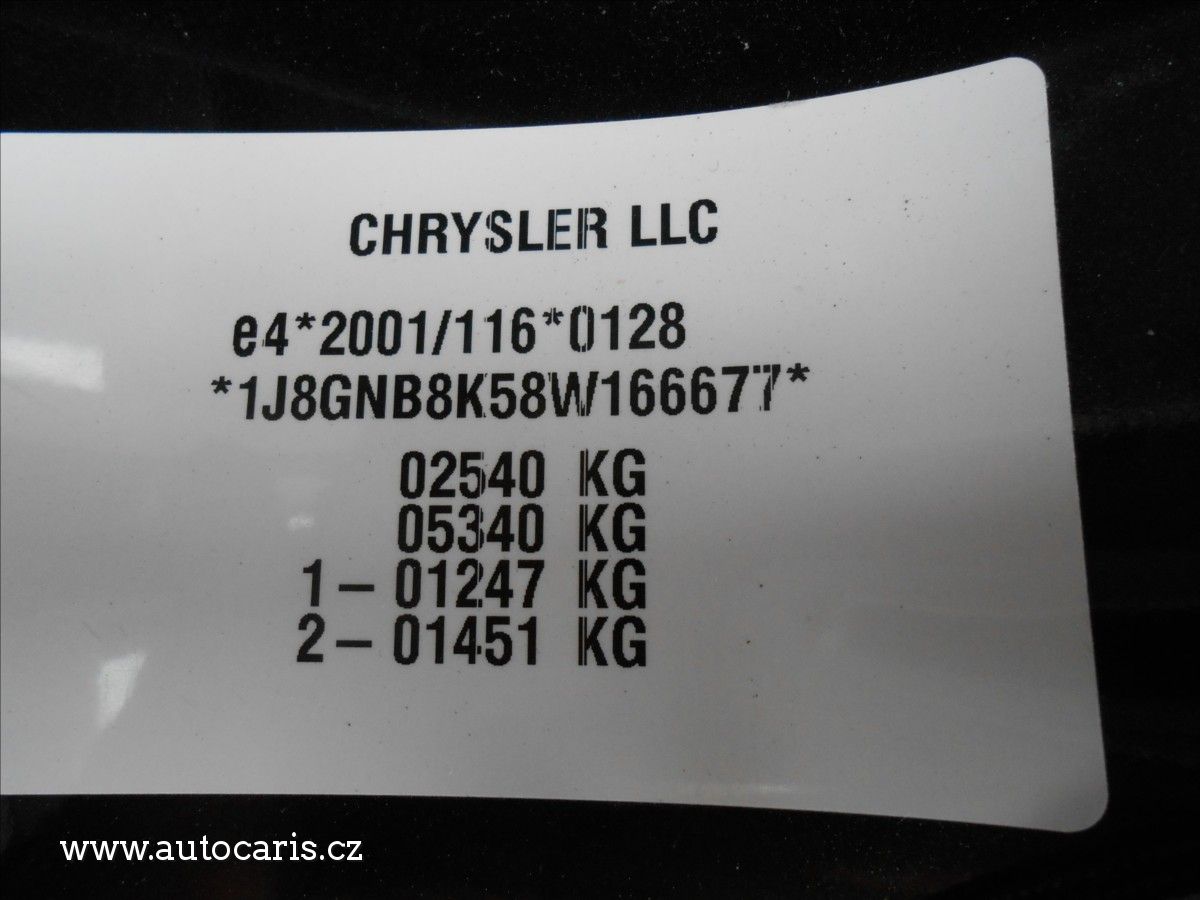 CHRYSLER LLC
e4*2001/116*0128
*1J8GNB8K58W166677*
02540 KG
05340 KG
1– 01247 KG
2– 01451 KG
www.autocaris.cz